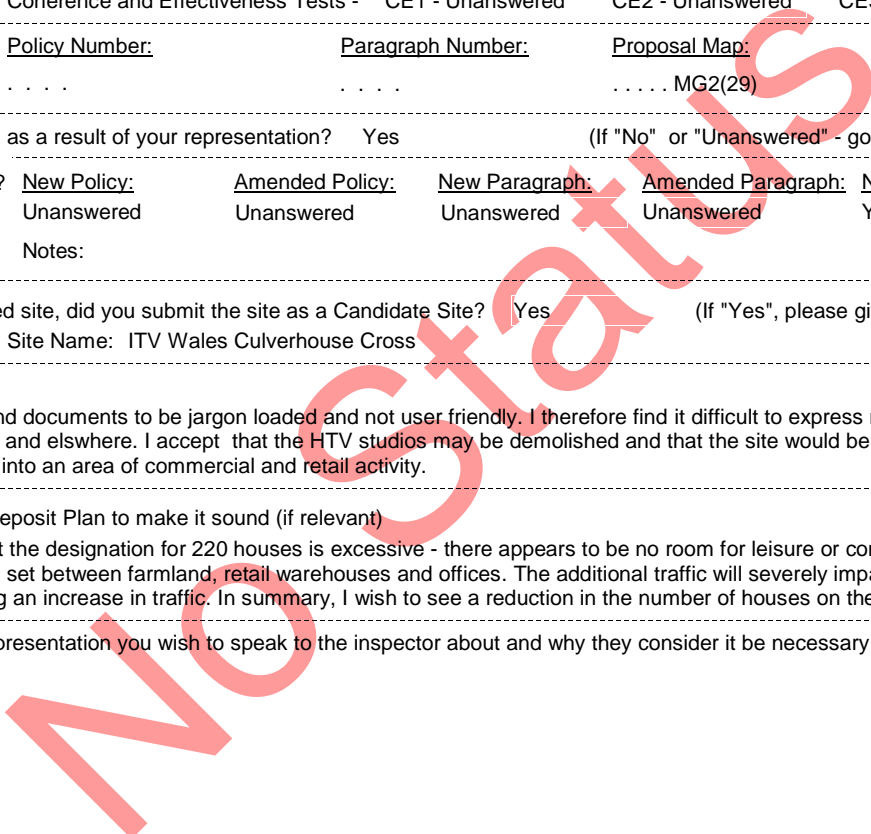 Coherence and Effectiveness Tests - CE1 - Unanswered CE2 - Unanswered
Policy Number: Paragraph Number: Proposal Map:
. . . . . . . . . . . . . MG2(29)
as a result of your representation? Yes (If "No" or "Unanswered" - go
? New Policy: Amended Policy: New Paragraph: Amended Paragraph:
Unanswered Unanswered Unanswered Unanswered
Notes:
ed site, did you submit the site as a Candidate Site? Yes (If "Yes", please gi
Site Name: ITV Wales Culverhouse Cross
nd documents to be jargon loaded and not user friendly. I therefore find it difficult to express
and elswhere. I accept that the HTV studios may be demolished and that the site would be
into an area of commercial and retail activity.
eposit Plan to make it sound (if relevant)
t the designation for 220 houses is excessive - there appears to be no room for leisure or
set between farmland, retail warehouses and offices. The additional traffic will severely impa
g an increase in traffic. In summary, I wish to see a reduction in the number of houses on the
presentation you wish to speak to the inspector about and why they consider it be necessary
No Status